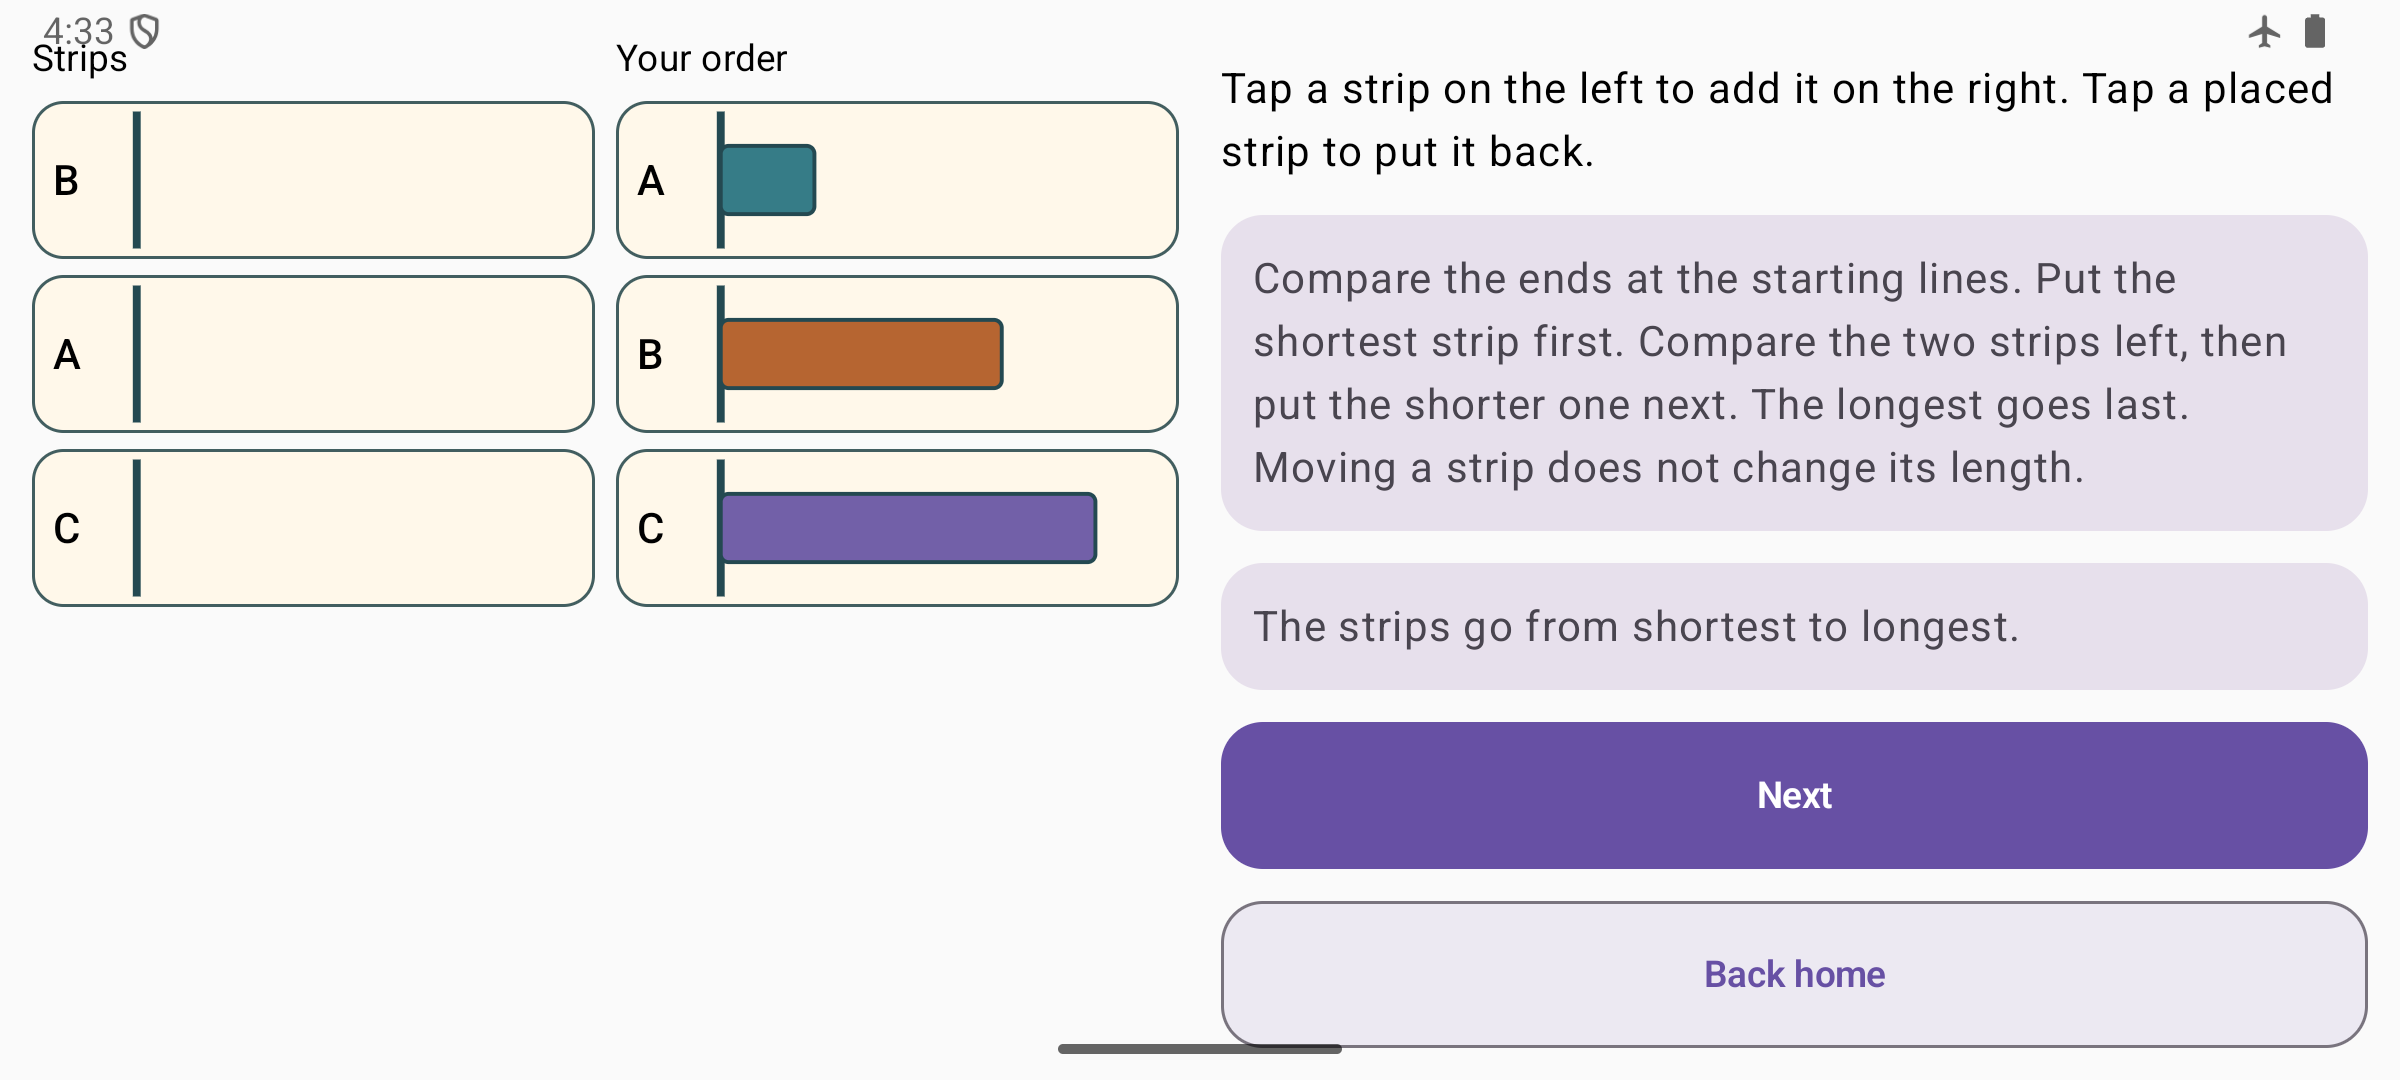 4:33
Strips
B
A
C
Your order
A
B
C
Tap a strip on the left to add it on the right. Tap a placed
strip to put it back.
Compare the ends at the starting lines. Put the
shortest strip first. Compare the two strips left, then
put the shorter one next. The longest goes last.
Moving a strip does not change its length.
The strips go from shortest to longest.
Next
Back home